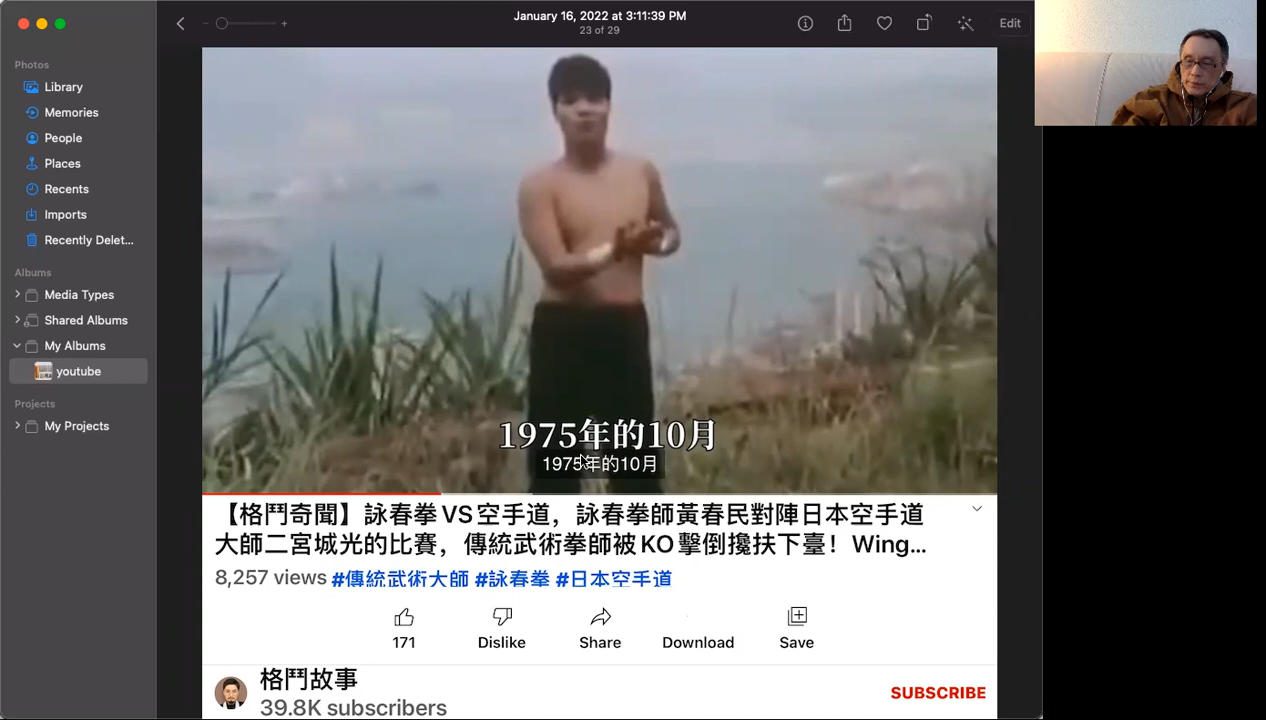 January 16, 2022 at 3:11:39 PM
23 of 29
Edit
Photos
Library
Memories
People
Places
Recents
Imports
Recently Delet...
Albums
Media Types
Shared Albums
My Albums
youtube
Projects
My Projects
1975年的10月
1975年的10月
【格鬥奇聞】詠春拳VS空手道，詠春拳師黃春民對陣日本空手道
大師二宮城光的比賽，傳統武術拳師被KO擊倒攙扶下臺！Wing...
8,257 views #傳統武術大師 #詠春拳 #日本空手道
171 Dislike Share Download Save
格鬥故事
39.8K subscribers
SUBSCRIBE